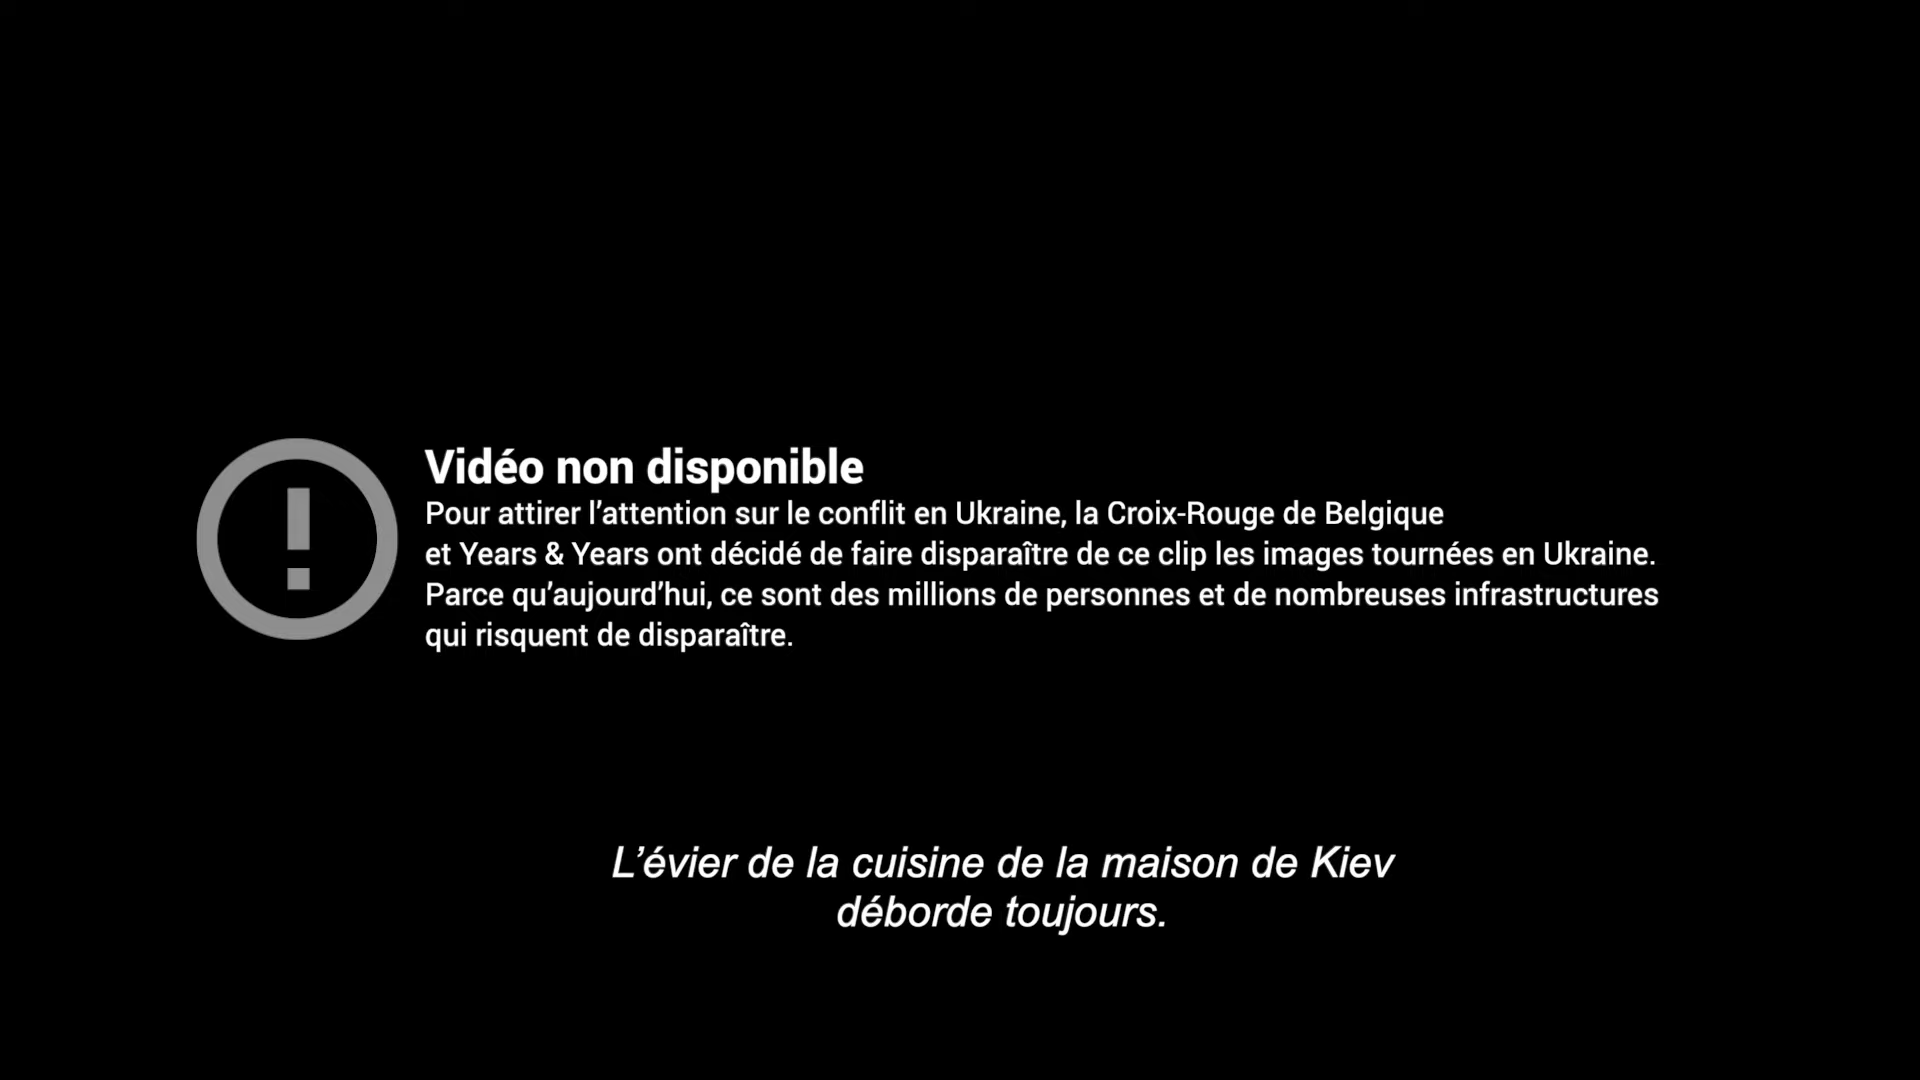 Vidéo non disponible
Pour attirer l’attention sur le conflit en Ukraine, la Croix-Rouge de Belgique
et Years & Years ont décidé de faire disparaître de ce clip les images tournées en Ukraine.
Parce qu’aujourd’hui, ce sont des millions de personnes et de nombreuses infrastructures
qui risquent de disparaître.
L’évier de la cuisine de la maison de Kiev
déborde toujours.